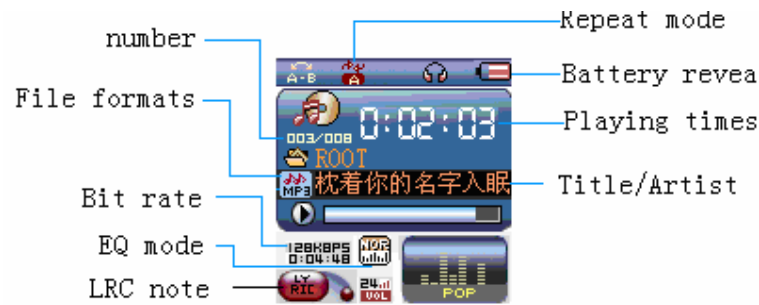 Repeat mode
number
A-B
A
Battery revea
File formats
0:02:03
Playing times
003/008
ROOT
MP3
枕着你的名字入眠
Title/Artist
Bit rate
128KBPS
NOR
EQ mode
0:04:48
LRC note
LY
RIC
24
VOL
POP